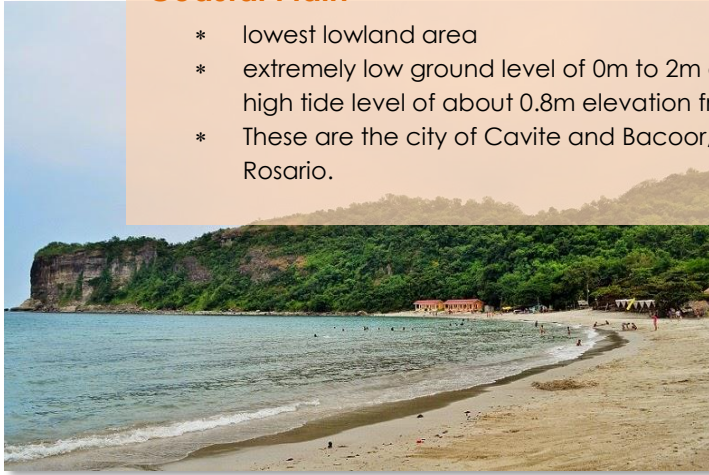 * lowest lowland area
* extremely low ground level of 0m to 2m
high tide level of about 0.8m elevation
* These are the city of Cavite and Bacoor,
Rosario.